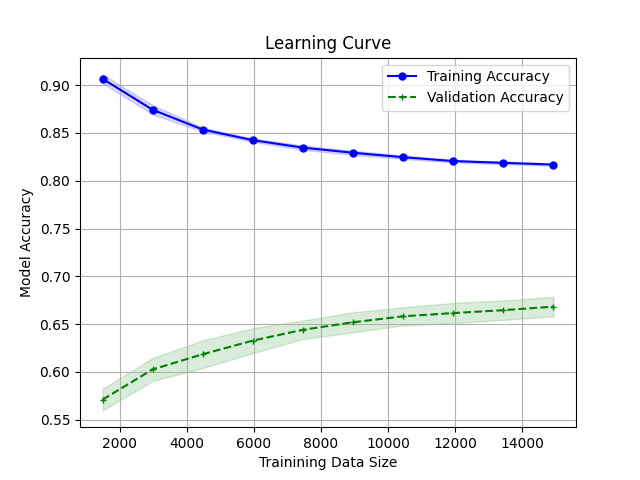 Learning Curve
Training Accuracy
Validation Accuracy
Model Accuracy
0.90
0.85
0.80
0.75
0.70
0.65
0.60
0.55
2000 4000 6000 8000 10000 12000 14000
Trainining Data Size